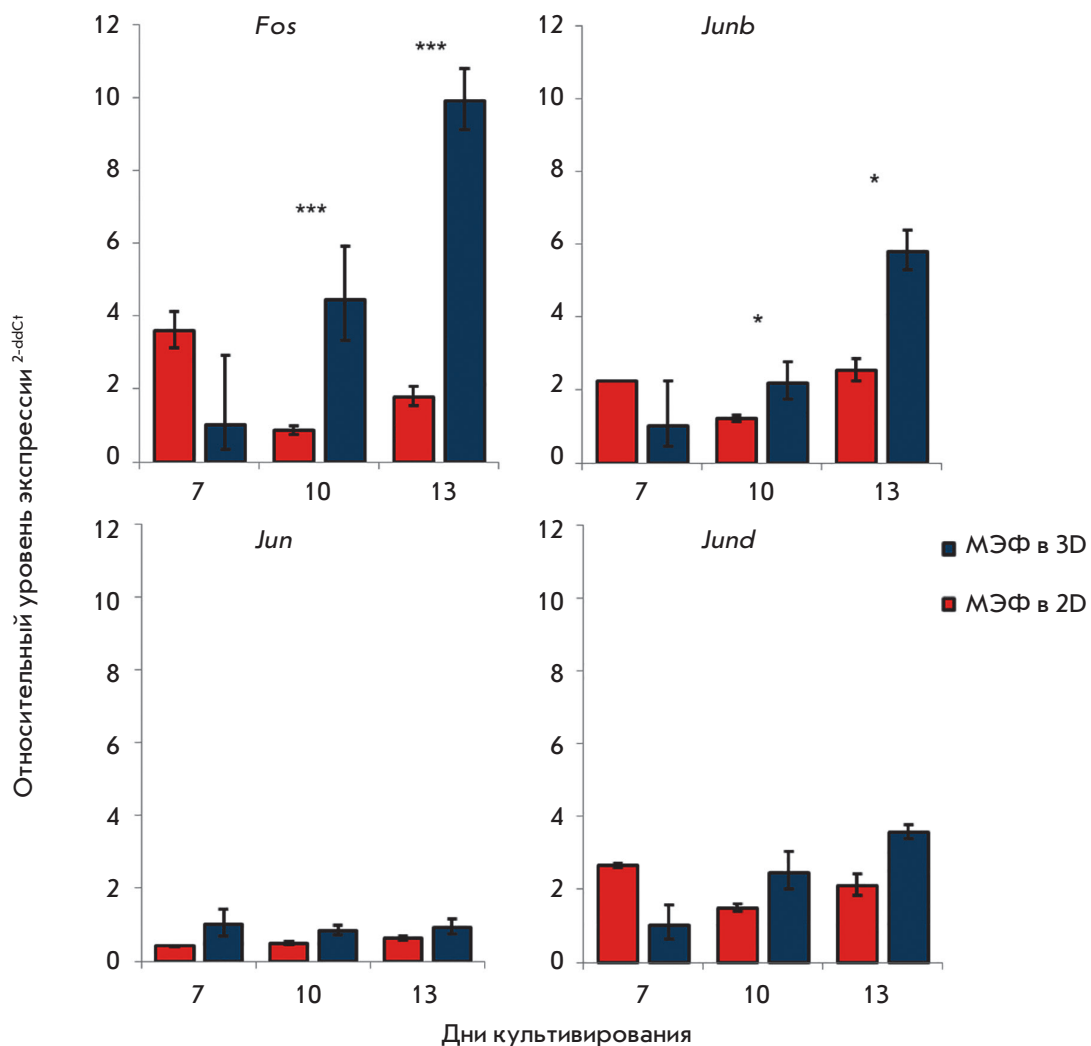 Относительный уровень экспрессии 2-ddCt
Fos
12
10
8
6
4
2
0
***
***
7 10 13
Junb
12
10
8
6
4
2
0
*
*
7 10 13
Jun
12
10
8
6
4
2
0
7 10 13
Jund
12
10
8
6
4
2
0
7 10 13
МЭФ в 3D
МЭФ в 2D
Дни культивирования